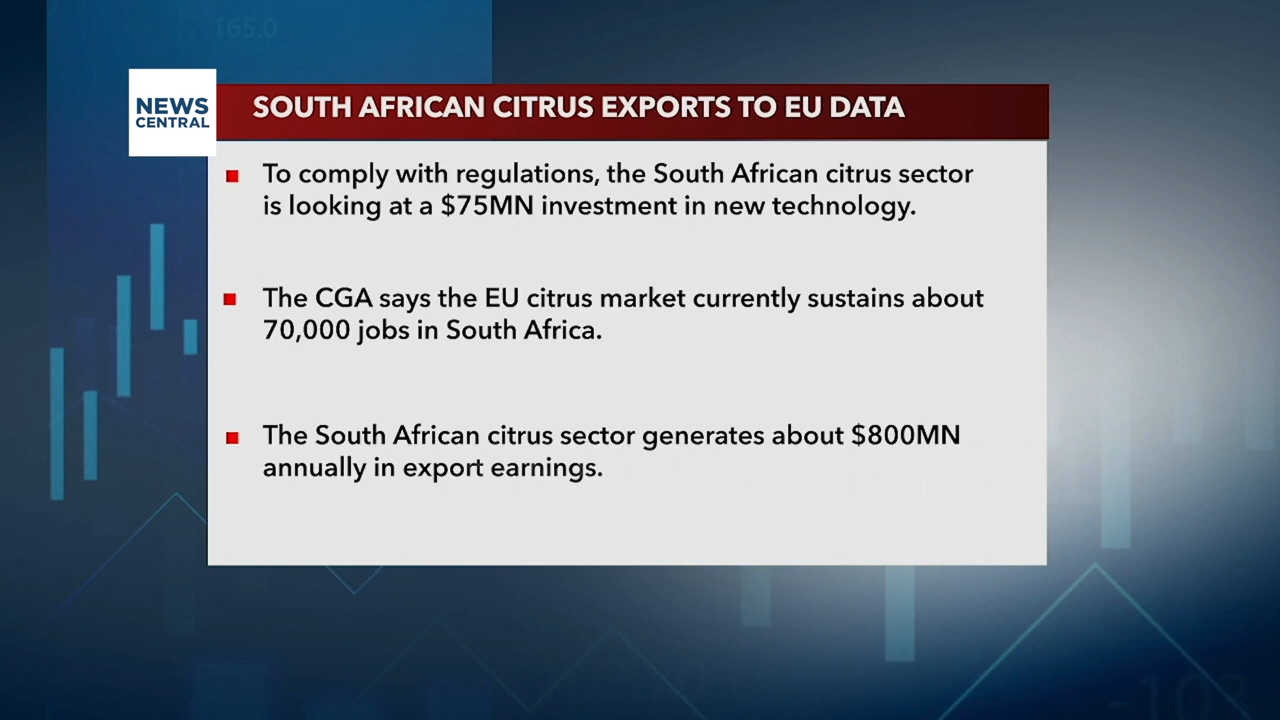 165.0
NEWS
CENTRAL
SOUTH AFRICAN CITRUS EXPORTS TO EU DATA
To comply with regulations, the South African citrus sector
is looking at a $75MN investment in new technology.
The CGA says the EU citrus market currently sustains about
70,000 jobs in South Africa.
The South African citrus sector generates about $800MN
annually in export earnings.